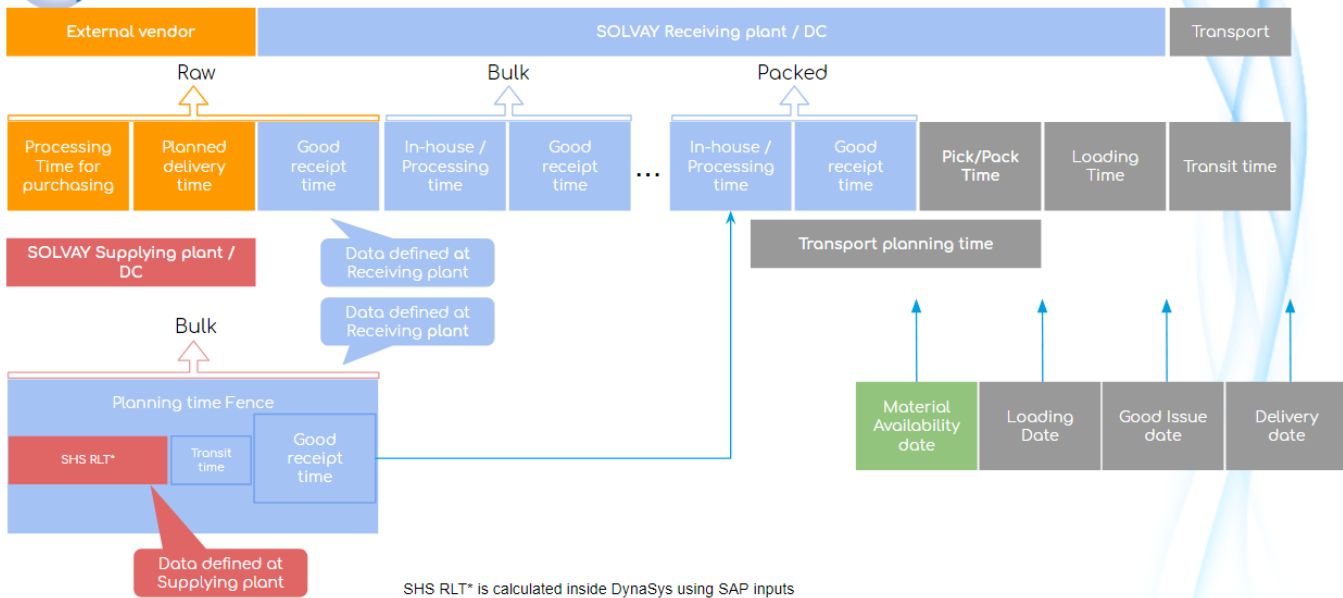 External vendor
SOLVAY Receiving plant / DC
Transport
Raw
Bulk
Packed
Processing
Time for
purchasing
Planned
delivery
time
Good
receipt
time
In-house /
Processing
time
Good
receipt
time
...
In-house /
Processing
time
Good
receipt
time
Pick/Pack
Time
Loading
Time
Transit time
SOLVAY Supplying plant /
DC
Data defined at
Receiving plant
Transport planning time
Data defined at
Receiving plant
Bulk
Planning time Fence
SHS RLT*
Transit
time
Good
receipt
time
Material
Availability
date
Loading
Date
Good Issue
date
Delivery
date
Data defined at
Supplying plant
SHS RLT* is calculated inside DynaSys using SAP inputs